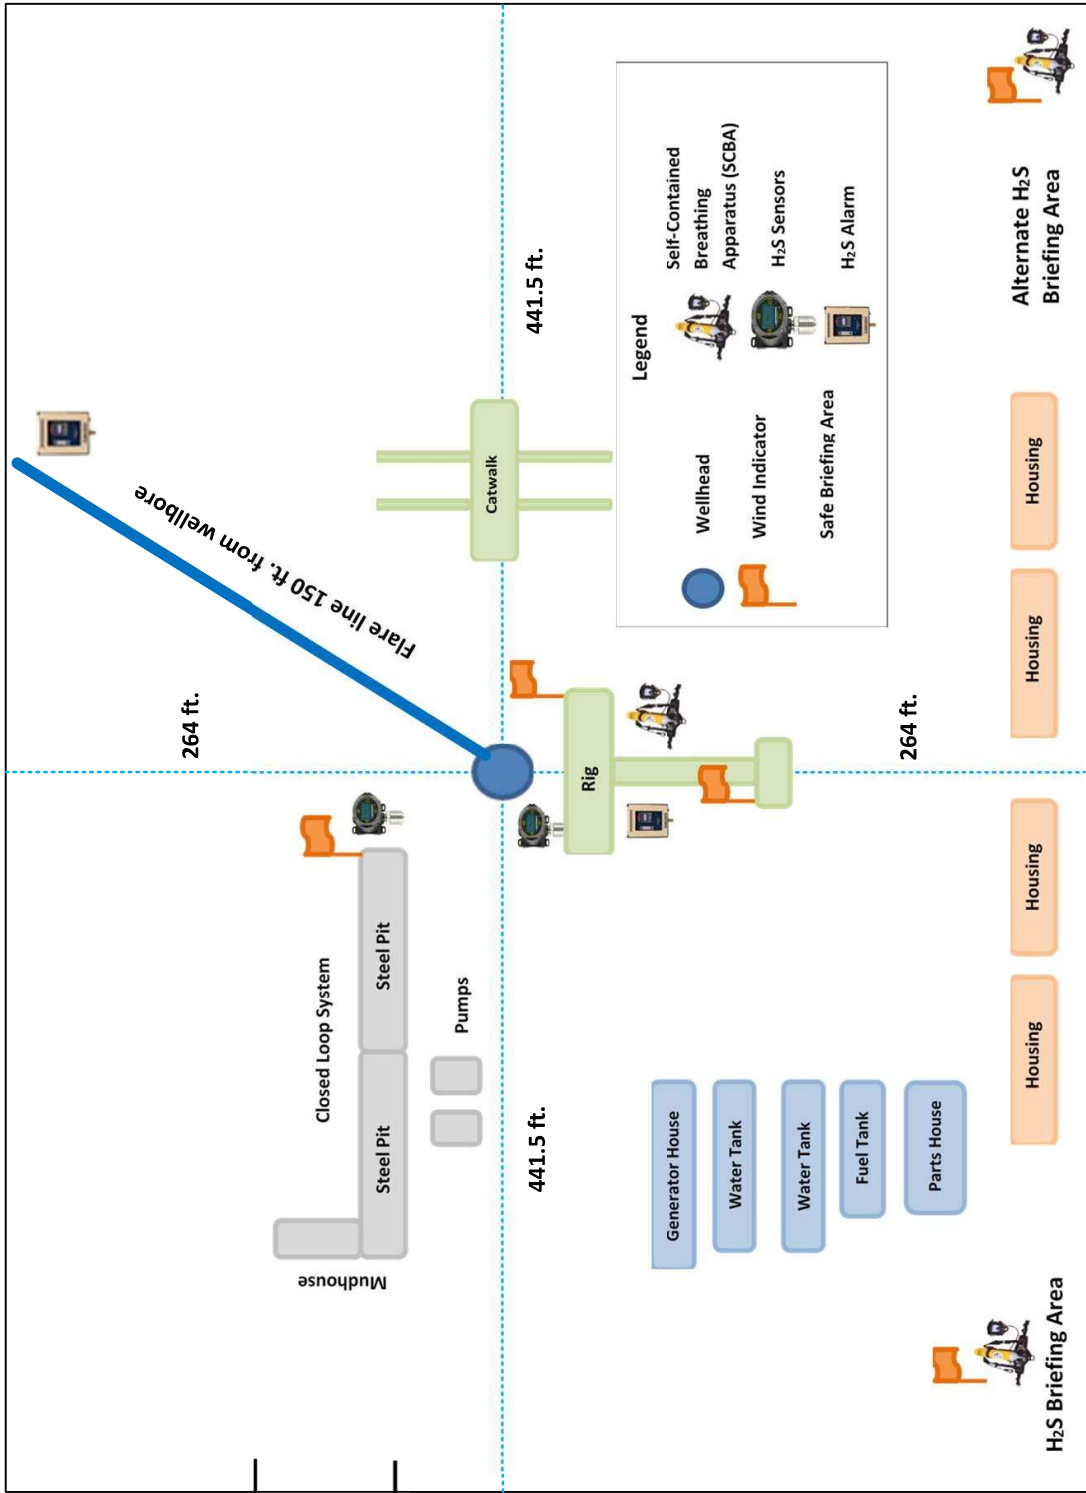 Flare line 150 ft. from wellbore
264 ft.
441.5 ft.
Catwalk
Closed Loop System
Steel Pit
Steel Pit
Mudhouse
Pumps
441.5 ft.
Rig
264 ft.
Legend
Wellhead
Wind Indicator
Safe Briefing Area
Self-Contained
Breathing
Apparatus (SCBA)
H₂S Sensors
H₂S Alarm
Generator House
Water Tank
Water Tank
Fuel Tank
Parts House
Housing
Housing
Housing
Housing
H₂S Briefing Area
Alternate H₂S
Briefing Area